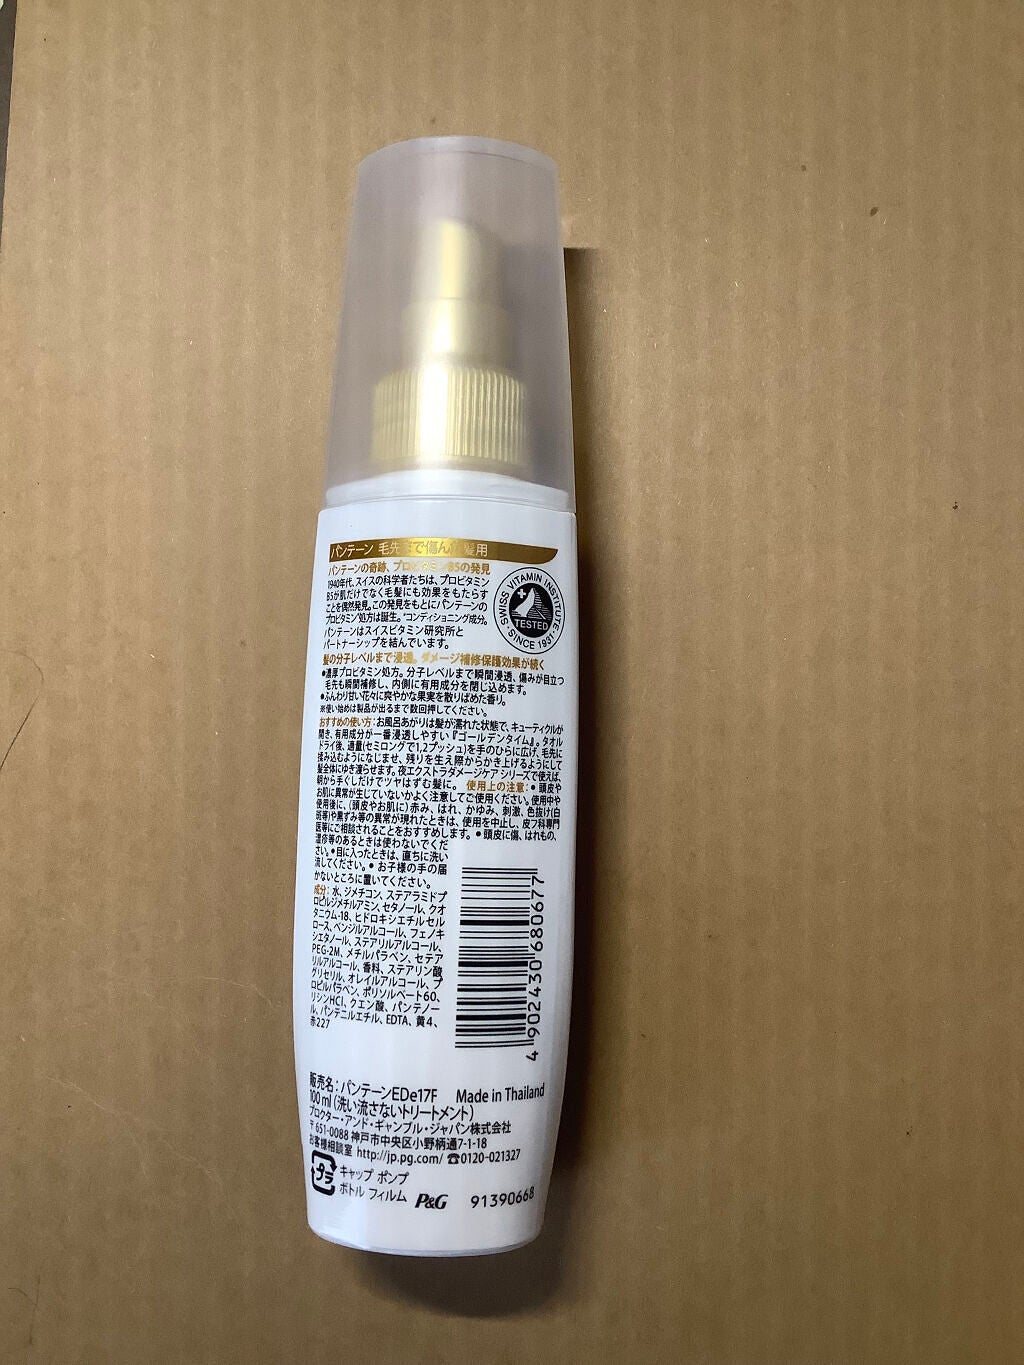 パンテーン 毛先まで傷んだ髪用
パンテーンの奇跡、プロビタミンB5の発見
1940年代、スイスの科学者たちは、プロビタミン
B5が肌だけでなく毛髪にも効果をもたらす
ことを偶然発見。この発見をもとにパンテーンの
プロビタミン*処方は誕生。*コンディショニング成分。
パンテーンはスイスビタミン研究所と
パートナーシップを結んでいます。
SWISS VITAMIN INSTITUTE
TESTED
・SINCE 1931・
髪の分子レベルまで浸透。ダメージ補修保護効果が続く
●濃厚プロビタミン処方。分子レベルまで瞬間浸透、傷みが目立つ
毛先も瞬間補修し、内側に有用成分を閉じ込めます。
●ふんわり甘い花々に爽やかな果実を散りばめた香り。
※使い始めは製品が出るまで数回押してください。
おすすめの使い方：お風呂あがりは髪が濡れた状態で、キューティクルが
開き、有用成分が一番浸透しやすい『ゴールデンタイム』。タオル
ドライ後、適量(セミロングで1,2プッシュ)を手のひらに広げ、毛先に
揉み込むようになじませ、残りを生え際からかき上げるようにして
髪全体にゆき渡らせます。夜エクストラダメージケア シリーズで使えば、
朝から手ぐしだけでツヤはずむ髪に。 使用上の注意：● 頭皮や
お肌に異常が生じていないかよく注意してご使用ください。使用中や
使用後に、(頭皮やお肌に)赤み、はれ、かゆみ、刺激、色抜け(白
斑等)や黒ずみ等の異常が現れたときは、使用を中止し、皮フ科専門
医等にご相談されることをおすすめします。● 頭皮に傷、はれもの、
湿疹等のあるときは使わないでくだ
さい。●目に入ったときは、直ちに洗い
流してください。● お子様の手の届
かないところに置いてください。
成分：水、ジメチコン、ステアラミドプ
ロピルジメチルアミン、セタノール、クオ
タニウム-18、ヒドロキシエチルセル
ロース、ベンジルアルコール、フェノキ
シエタノール、ステアリルアルコール、
PEG-2M、メチルパラベン、セテア
リルアルコール、香料、ステアリン酸
グリセリル、オレイルアルコール、プ
ロピルパラベン、ポリソルベート60、
リシンHCl、クエン酸、パンテノー
ル、パンテニルエチル、EDTA、黄4、
赤227
4 902430 680677
販売名：パンテーンEDe17F Made in Thailand
100 ml (洗い流さないトリートメント)
プロクター・アンド・ギャンブル・ジャパン株式会社
〒651-0088 神戸市中央区小野柄通7-1-18
お客様相談室 http://jp.pg.com/ ☎0120-021327
プラ
キャップ ポンプ
ボトル フィルム P&G 91390668